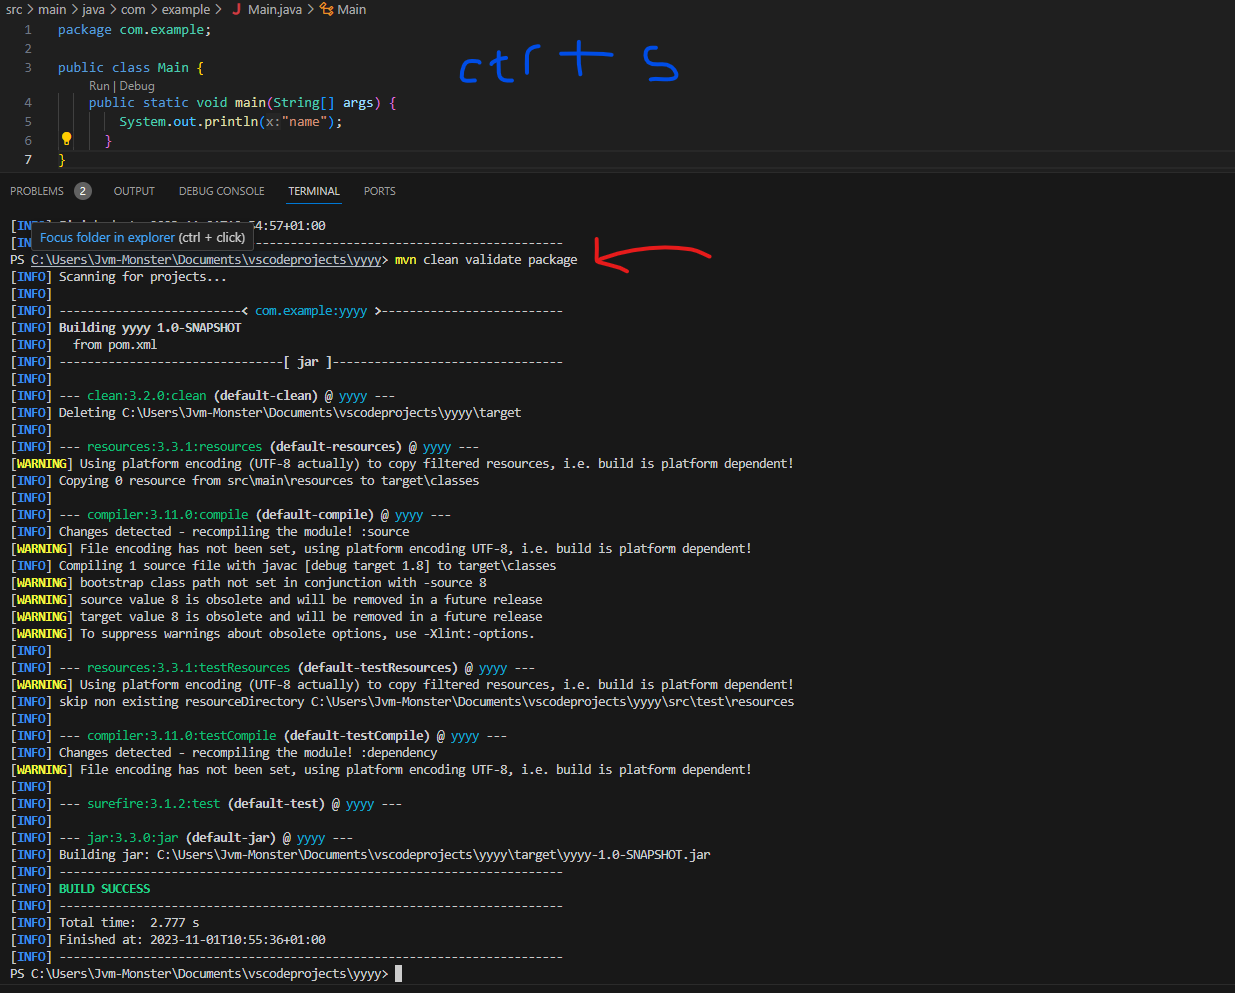 src > main > java > com > example > J Main.java > Main
1 package com.example;
2
3 public class Main {
Run | Debug
4 public static void main(String[] args) {
5 System.out.println(x:"name");
6 }
7 }
ctr + s
PROBLEMS 2 OUTPUT DEBUG CONSOLE TERMINAL PORTS
54:57+01:00
Focus folder in explorer (ctrl + click)
PS C:\Users\Jvm-Monster\Documents\vscodeprojects\yyyy> mvn clean validate package
[INFO] Scanning for projects...
[INFO]
[INFO] --------------------------< com.example:yyyy >--------------------------
[INFO] Building yyyy 1.0-SNAPSHOT
[INFO]   from pom.xml
[INFO] --------------------------------[ jar ]---------------------------------
[INFO]
[INFO] --- clean:3.2.0:clean (default-clean) @ yyyy ---
[INFO] Deleting C:\Users\Jvm-Monster\Documents\vscodeprojects\yyyy\target
[INFO]
[INFO] --- resources:3.3.1:resources (default-resources) @ yyyy ---
[WARNING] Using platform encoding (UTF-8 actually) to copy filtered resources, i.e. build is platform dependent!
[INFO] Copying 0 resource from src\main\resources to target\classes
[INFO]
[INFO] --- compiler:3.11.0:compile (default-compile) @ yyyy ---
[INFO] Changes detected - recompiling the module! :source
[WARNING] File encoding has not been set, using platform encoding UTF-8, i.e. build is platform dependent!
[INFO] Compiling 1 source file with javac [debug target 1.8] to target\classes
[WARNING] bootstrap class path not set in conjunction with -source 8
[WARNING] source value 8 is obsolete and will be removed in a future release
[WARNING] target value 8 is obsolete and will be removed in a future release
[WARNING] To suppress warnings about obsolete options, use -Xlint:-options.
[INFO]
[INFO] --- resources:3.3.1:testResources (default-testResources) @ yyyy ---
[WARNING] Using platform encoding (UTF-8 actually) to copy filtered resources, i.e. build is platform dependent!
[INFO] skip non existing resourceDirectory C:\Users\Jvm-Monster\Documents\vscodeprojects\yyyy\src\test\resources
[INFO]
[INFO] --- compiler:3.11.0:testCompile (default-testCompile) @ yyyy ---
[INFO] Changes detected - recompiling the module! :dependency
[WARNING] File encoding has not been set, using platform encoding UTF-8, i.e. build is platform dependent!
[INFO]
[INFO] --- surefire:3.1.2:test (default-test) @ yyyy ---
[INFO]
[INFO] --- jar:3.3.0:jar (default-jar) @ yyyy ---
[INFO] Building jar: C:\Users\Jvm-Monster\Documents\vscodeprojects\yyyy\target\yyyy-1.0-SNAPSHOT.jar
[INFO] ------------------------------------------------------------------------
[INFO] BUILD SUCCESS
[INFO] ------------------------------------------------------------------------
[INFO] Total time:  2.777 s
[INFO] Finished at: 2023-11-01T10:55:36+01:00
[INFO] ------------------------------------------------------------------------
PS C:\Users\Jvm-Monster\Documents\vscodeprojects\yyyy>